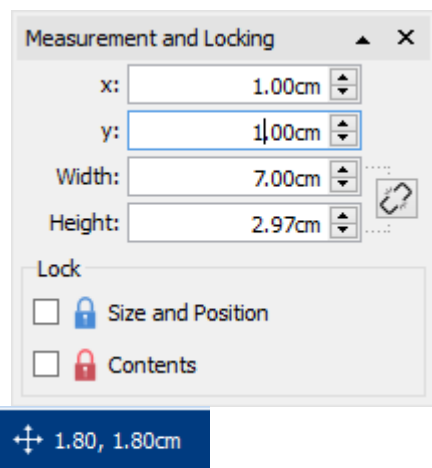 Measurement and Locking
x: 1.00cm
y: 1.00cm
Width: 7.00cm
Height: 2.97cm
Lock
Size and Position
Contents
1.80, 1.80cm